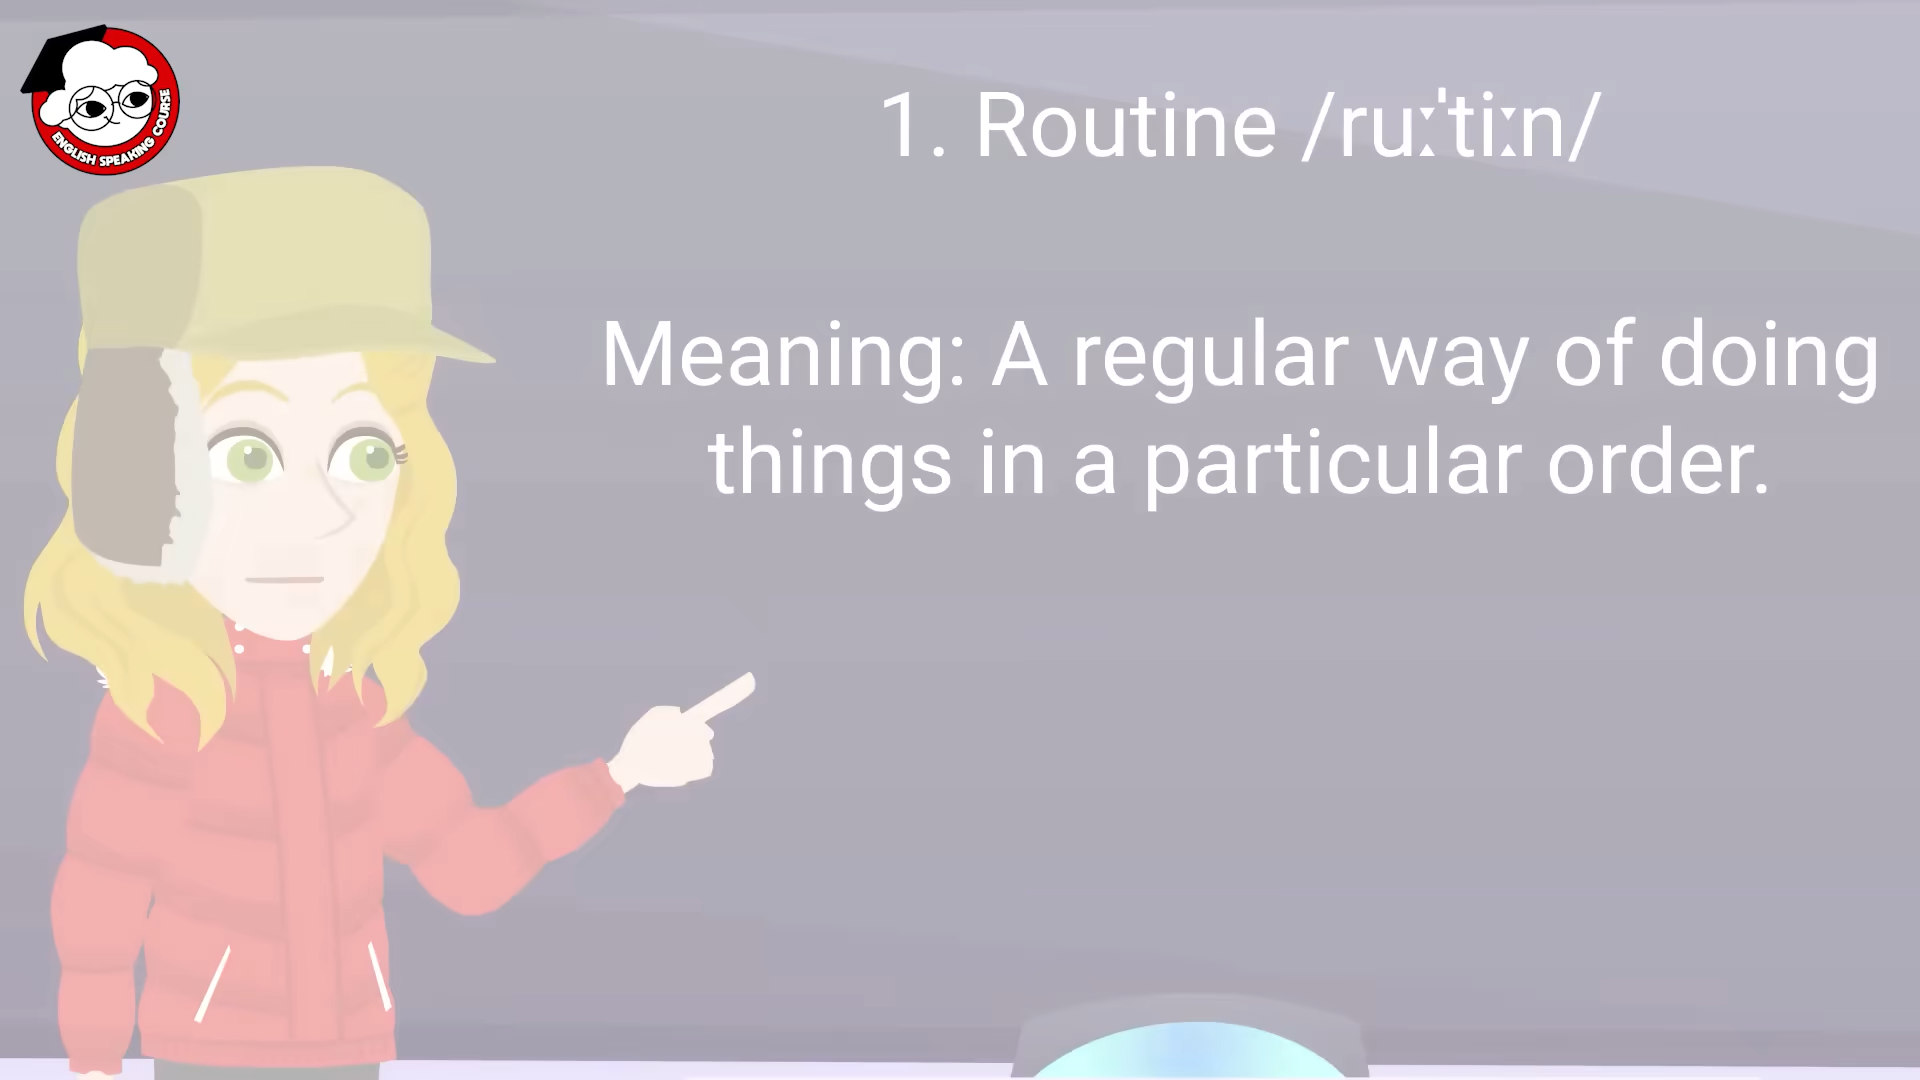 ENGLISH SPEAKING COURSE
1. Routine /ruːˈtiːn/
Meaning: A regular way of doing
things in a particular order.